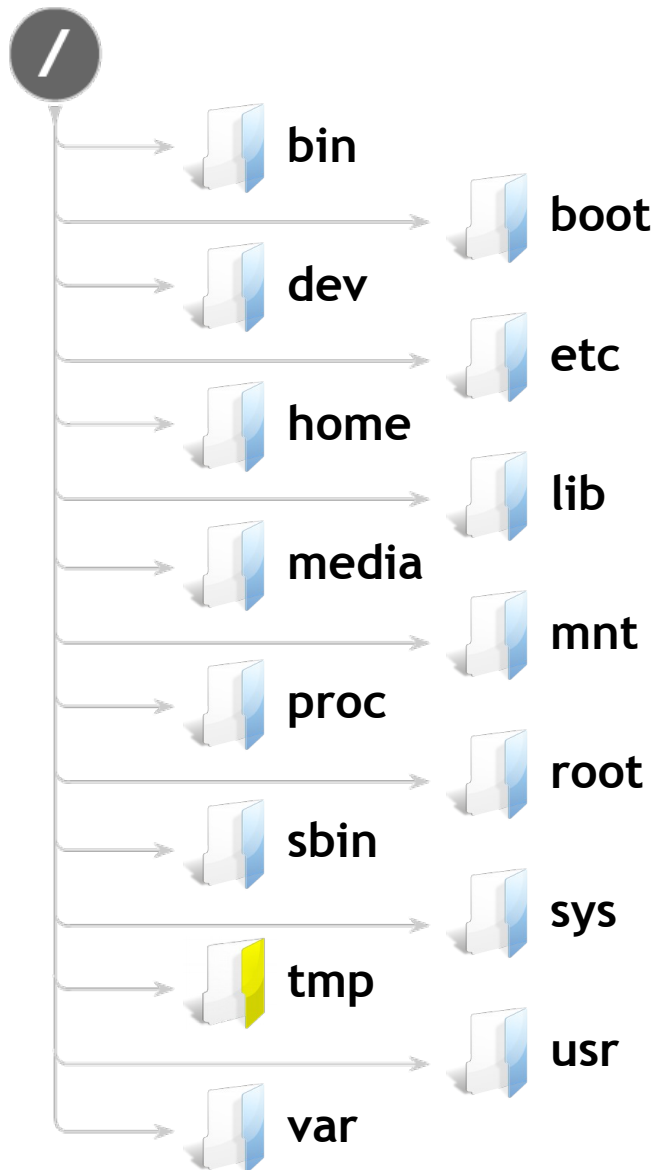 /
bin
boot
dev
etc
home
lib
media
mnt
proc
root
sbin
sys
tmp
usr
var